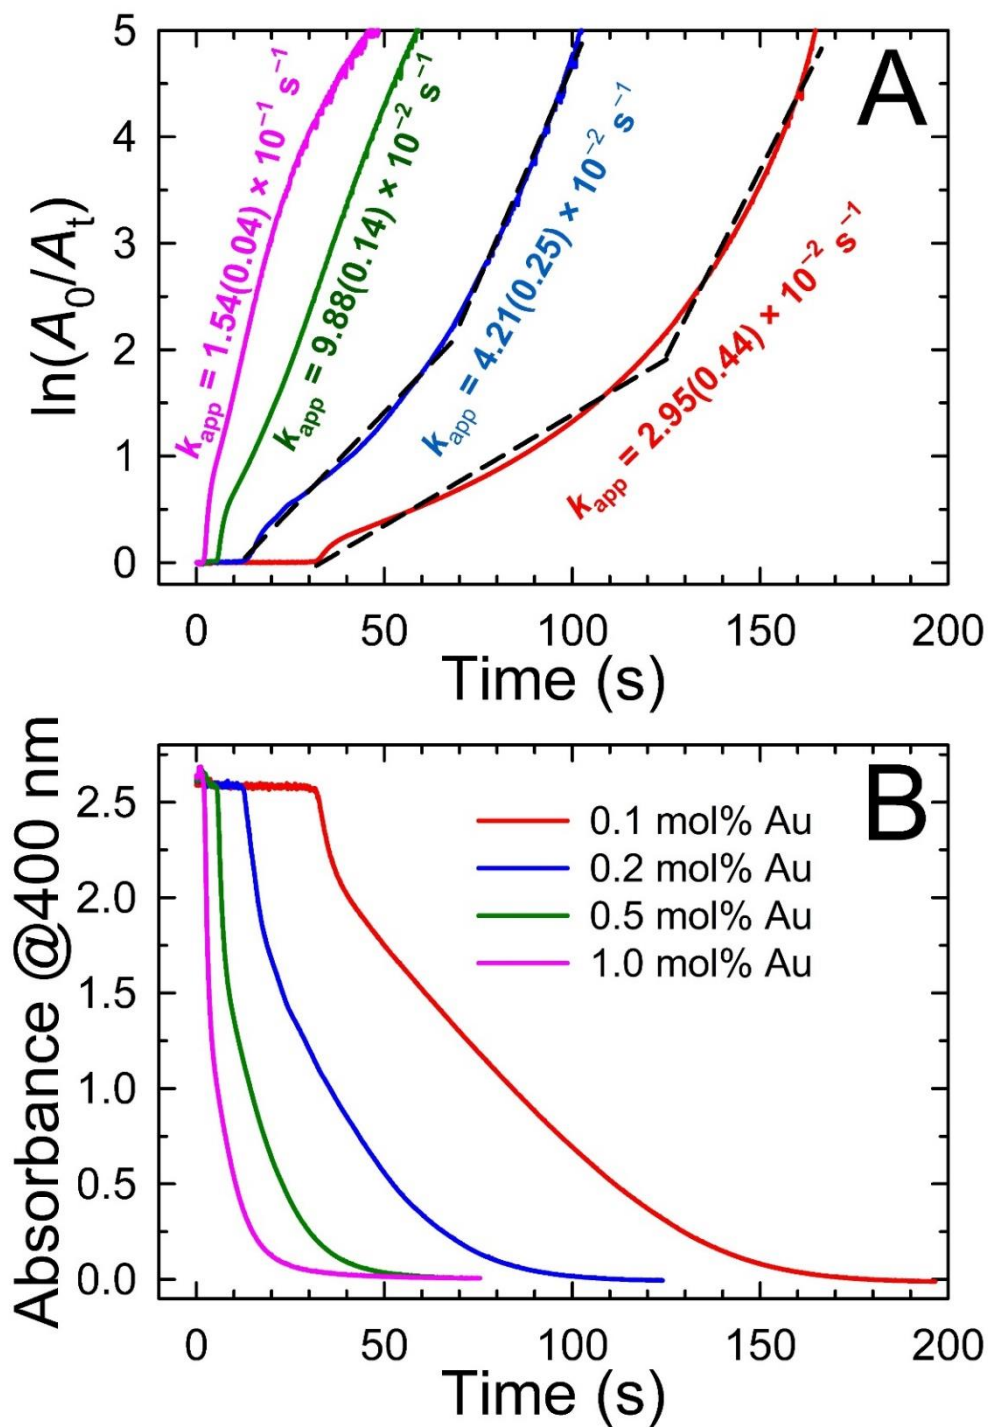 A
ln(A₀/Aₜ)
5
4
3
2
1
0
kapp = 1.54(0.04) × 10⁻¹ s⁻¹
kapp = 9.88(0.14) × 10⁻² s⁻¹
kapp = 4.21(0.25) × 10⁻² s⁻¹
kapp = 2.95(0.44) × 10⁻² s⁻¹
0 50 100 150 200
Time (s)
B
Absorbance @400 nm
2.5
2.0
1.5
1.0
0.5
0.0
0.1 mol% Au
0.2 mol% Au
0.5 mol% Au
1.0 mol% Au
0 50 100 150 200
Time (s)